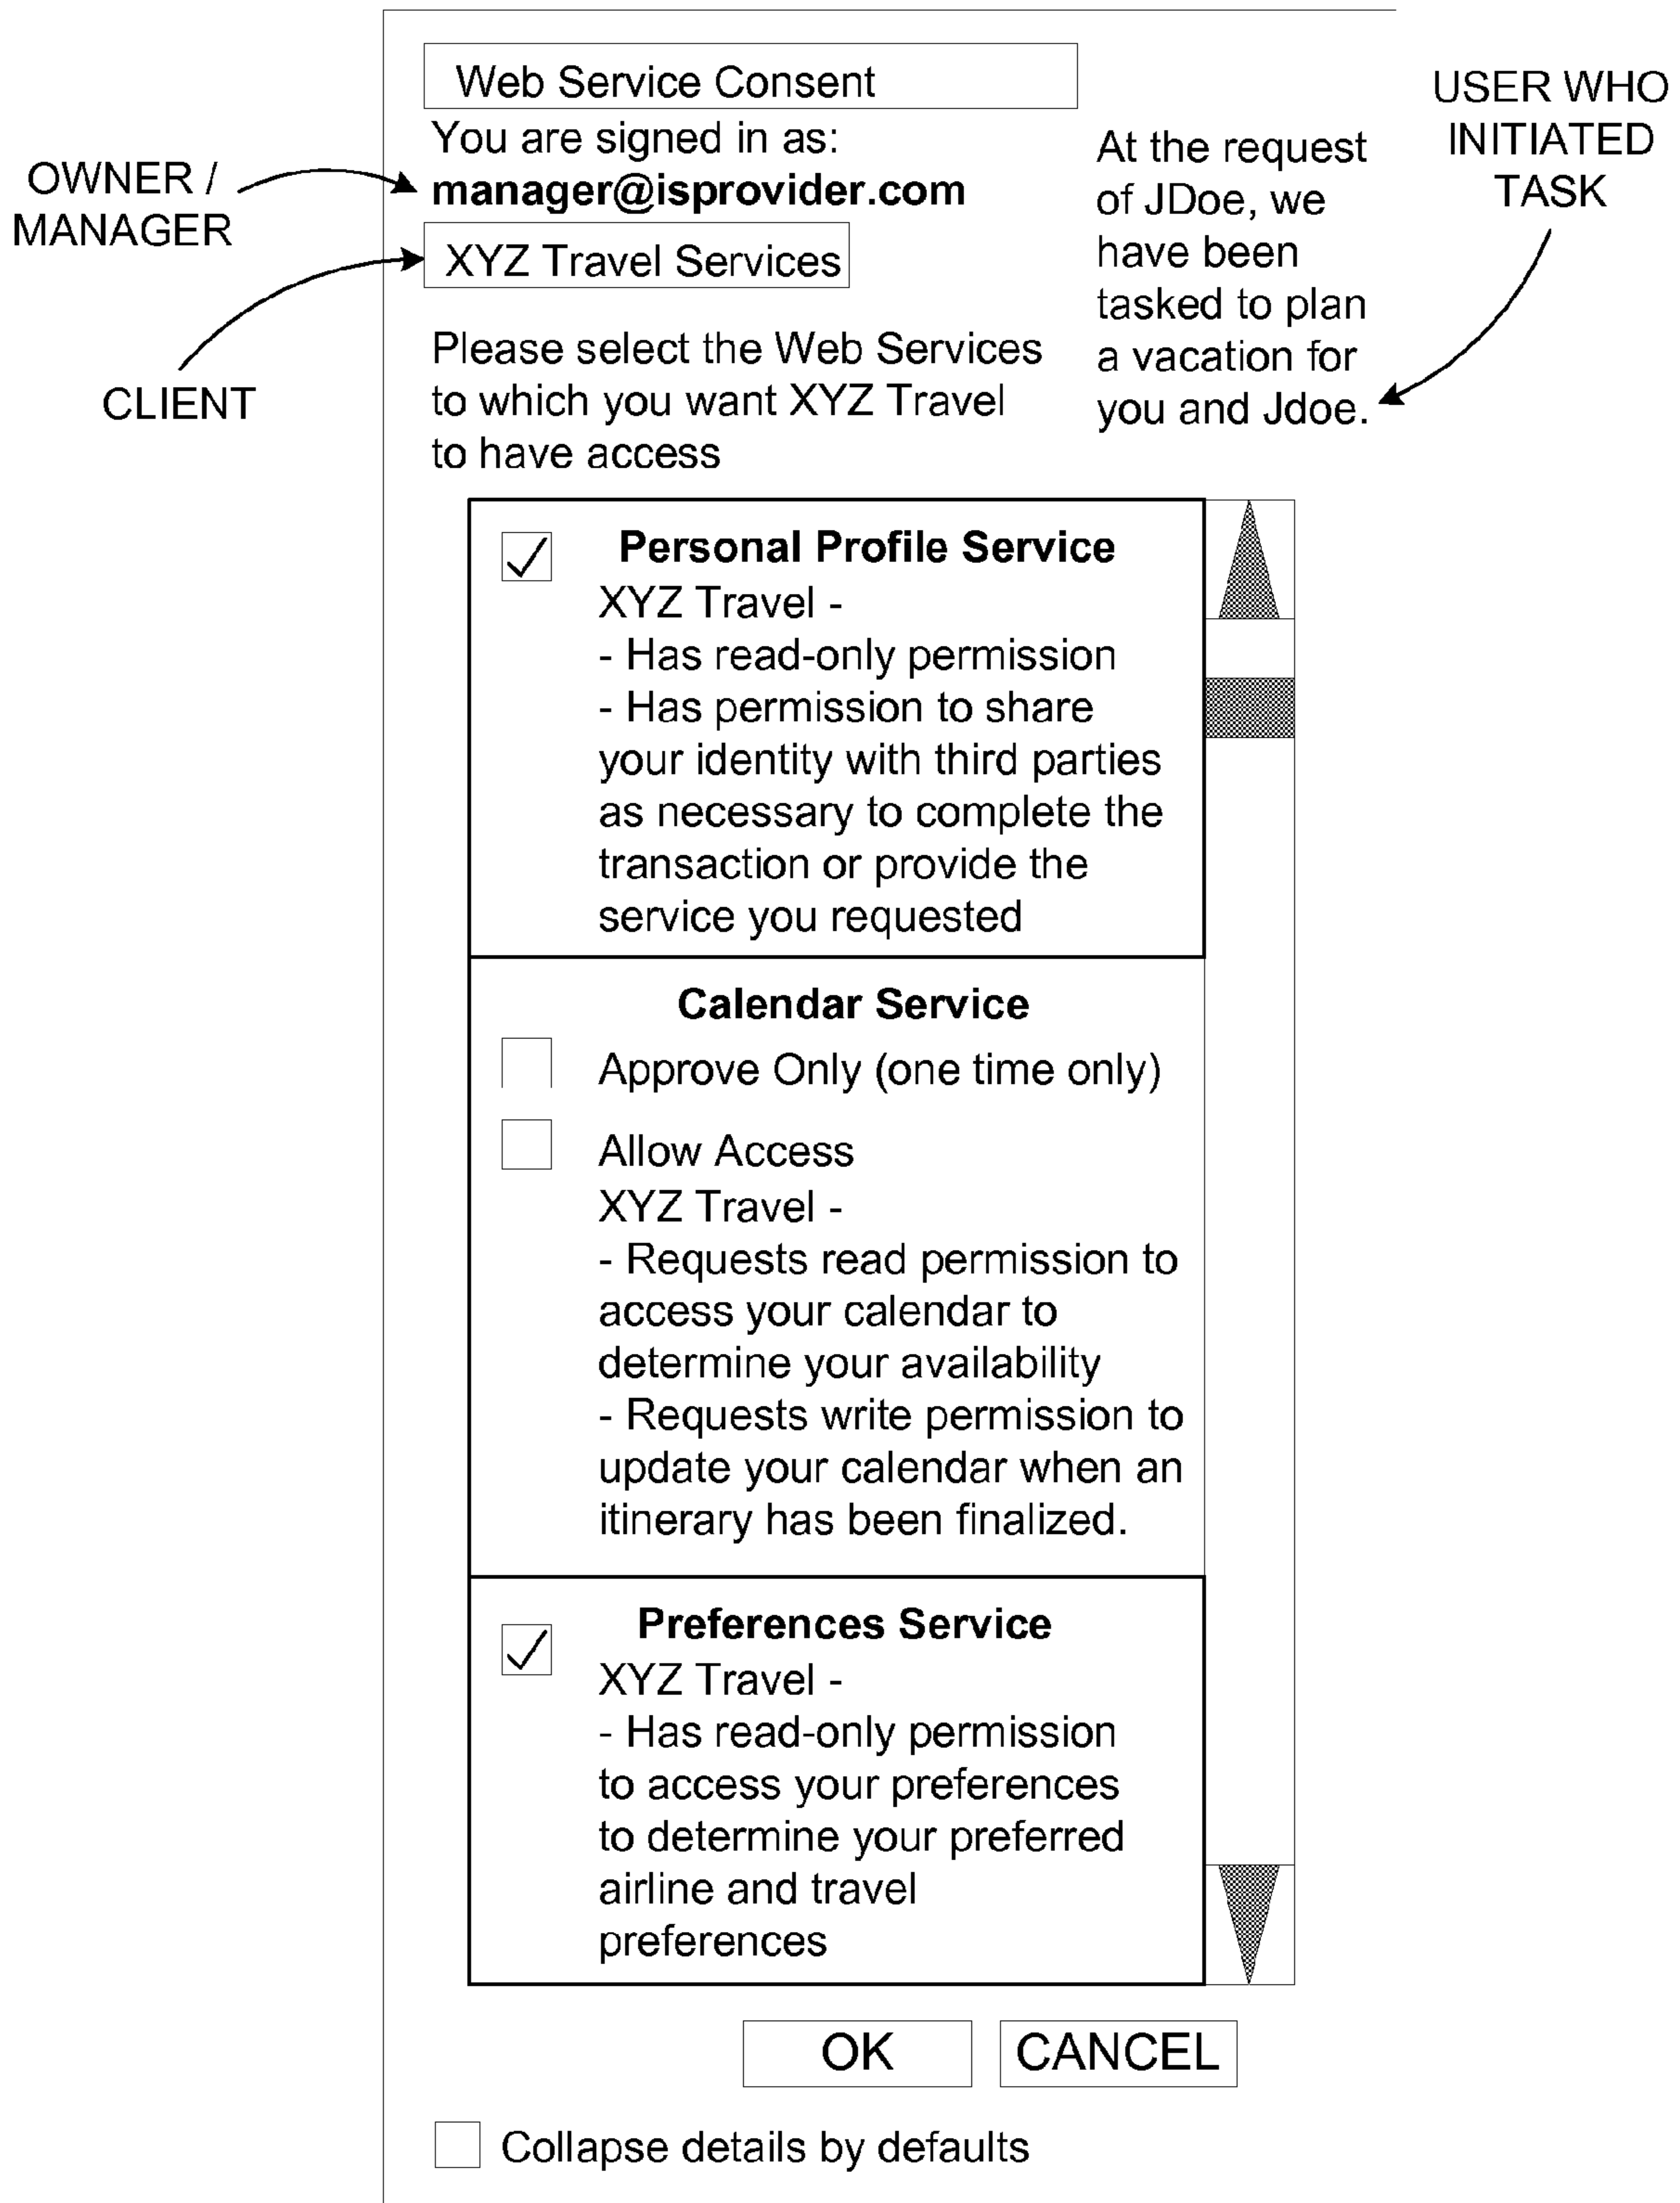 Web Service Consent
You are signed in as:
manager@isprovider.com
XYZ Travel Services
Please select the Web Services
to which you want XYZ Travel
to have access
At the request
of JDoe, we
have been
tasked to plan
a vacation for
you and Jdoe.
OWNER /
MANAGER
CLIENT
USER WHO
INITIATED
TASK
Personal Profile Service
XYZ Travel -
- Has read-only permission
- Has permission to share
your identity with third parties
as necessary to complete the
transaction or provide the
service you requested
Calendar Service
Approve Only (one time only)
Allow Access
XYZ Travel -
- Requests read permission to
access your calendar to
determine your availability
- Requests write permission to
update your calendar when an
itinerary has been finalized.
Preferences Service
XYZ Travel -
- Has read-only permission
to access your preferences
to determine your preferred
airline and travel
preferences
OK
CANCEL
Collapse details by defaults